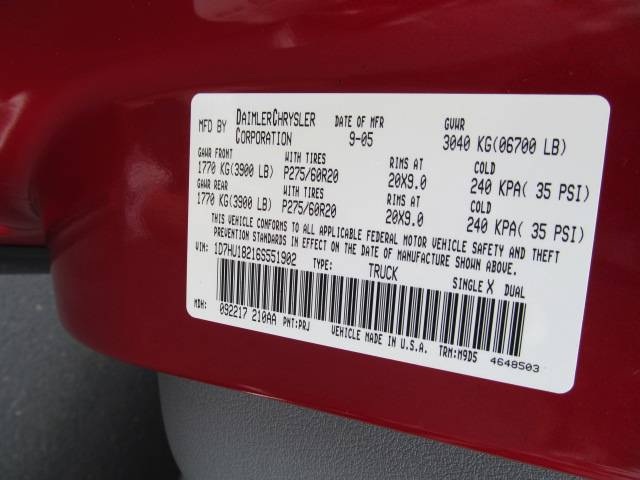 MFD BY DAIMLERCHRYSLER CORPORATION DATE OF MFR 9-05 GVWR 3040 KG(06700 LB)
GAWR FRONT WITH TIRES RIMS AT COLD
1770 KG(3900 LB) P275/60R20 20X9.0 240 KPA( 35 PSI)
GAWR REAR WITH TIRES RIMS AT COLD
1770 KG(3900 LB) P275/60R20 20X9.0 240 KPA( 35 PSI)
THIS VEHICLE CONFORMS TO ALL APPLICABLE FEDERAL MOTOR VEHICLE SAFETY AND THEFT
PREVENTION STANDARDS IN EFFECT ON THE DATE OF MANUFACTURE SHOWN ABOVE.
VIN: 1D7HU18216S551902 TYPE: TRUCK SINGLE X DUAL
MDH: 092217 210AA PNT:PRJ VEHICLE MADE IN U.S.A. TRM:M9D5 4648503